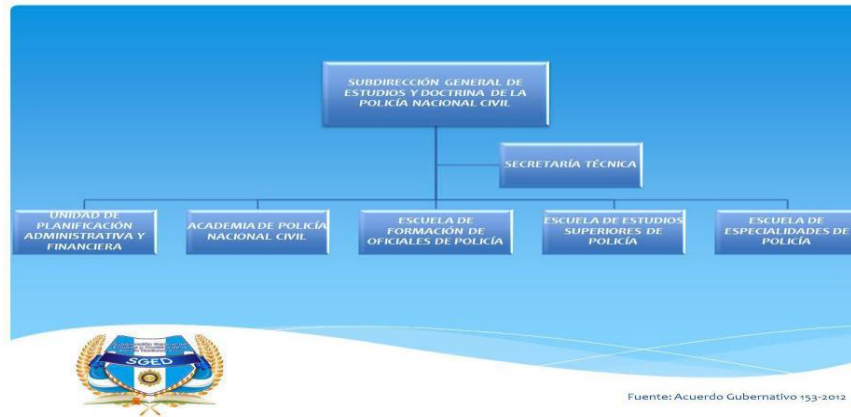 SUBDIRECCIÓN GENERAL DE
ESTUDIOS Y DOCTRINA DE LA
POLICÍA NACIONAL CIVIL
SECRETARÍA TÉCNICA
UNIDAD DE
PLANIFICACIÓN
ADMINISTRATIVA Y
FINANCIERA
ACADEMIA DE POLICÍA
NACIONAL CIVIL
ESCUELA DE
FORMACIÓN DE
OFICIALES DE POLICÍA
ESCUELA DE ESTUDIOS
SUPERIORES DE
POLICÍA
ESCUELA DE
ESPECIALIDADES DE
POLICÍA
SGED
Fuente: Acuerdo Gubernativo 153-2012